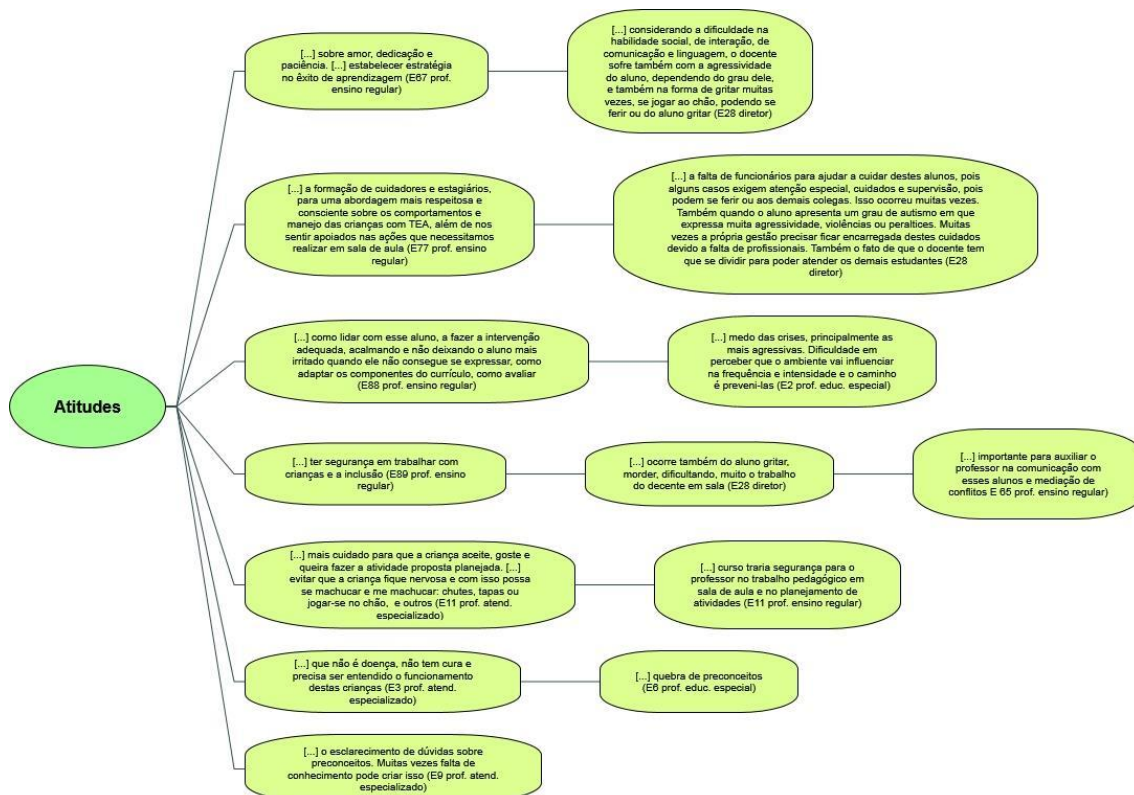 Atitudes
[...] sobre amor, dedicação e
paciência. [...] estabelecer estratégia
no êxito de aprendizagem (E67 prof.
ensino regular)
[...] considerando a dificuldade na
habilidade social, de interação, de
comunicação e linguagem, o docente
sofre também com a agressividade
do aluno, dependendo do grau dele,
e também na forma de gritar muitas
vezes, se jogar ao chão, podendo se
ferir ou do aluno gritar (E28 diretor)
[...] a formação de cuidadores e estagiários,
para uma abordagem mais respeitosa e
consciente sobre os comportamentos e
manejo das crianças com TEA, além de nos
sentir apoiados nas ações que necessitamos
realizar em sala de aula (E77 prof. ensino
regular)
[...] a falta de funcionários para ajudar a cuidar destes alunos, pois
alguns casos exigem atenção especial, cuidados e supervisão, pois
podem se ferir ou aos demais colegas. Isso ocorreu muitas vezes.
Também quando o aluno apresenta um grau de autismo em que
expressa muita agressividade, violências ou peraltices. Muitas
vezes a própria gestão precisar ficar encarregada destes cuidados
devido a falta de profissionais. Também o fato de que o docente tem
que se dividir para poder atender os demais estudantes (E28
diretor)
[...] como lidar com esse aluno, a fazer a intervenção
adequada, acalmando e não deixando o aluno mais
irritado quando ele não consegue se expressar, como
adaptar os componentes do currículo, como avaliar
(E88 prof. ensino regular)
[...] medo das crises, principalmente as
mais agressivas. Dificuldade em
perceber que o ambiente vai influenciar
na frequência e intensidade e o caminho
é preveni-las (E2 prof. educ. especial)
[...] ter segurança em trabalhar com
crianças e a inclusão (E89 prof. ensino
regular)
[...] ocorre também do aluno gritar,
morder, dificultando, muito o trabalho
do decente em sala (E28 diretor)
[...] importante para auxiliar o
professor na comunicação com
esses alunos e mediação de
conflitos E 65 prof. ensino regular)
[...] mais cuidado para que a criança aceite, goste e
queira fazer a atividade proposta planejada. [...]
evitar que a criança fique nervosa e com isso possa
se machucar e me machucar: chutes, tapas ou
jogar-se no chão, e outros (E11 prof. atend.
especializado)
[...] curso traria segurança para o
professor no trabalho pedagógico em
sala de aula e no planejamento de
atividades (E11 prof. ensino regular)
[...] que não é doença, não tem cura e
precisa ser entendido o funcionamento
destas crianças (E3 prof. atend.
especializado)
[...] quebra de preconceitos
(E6 prof. educ. especial)
[...] o esclarecimento de dúvidas sobre
preconceitos. Muitas vezes falta de
conhecimento pode criar isso (E9 prof. atend.
especializado)